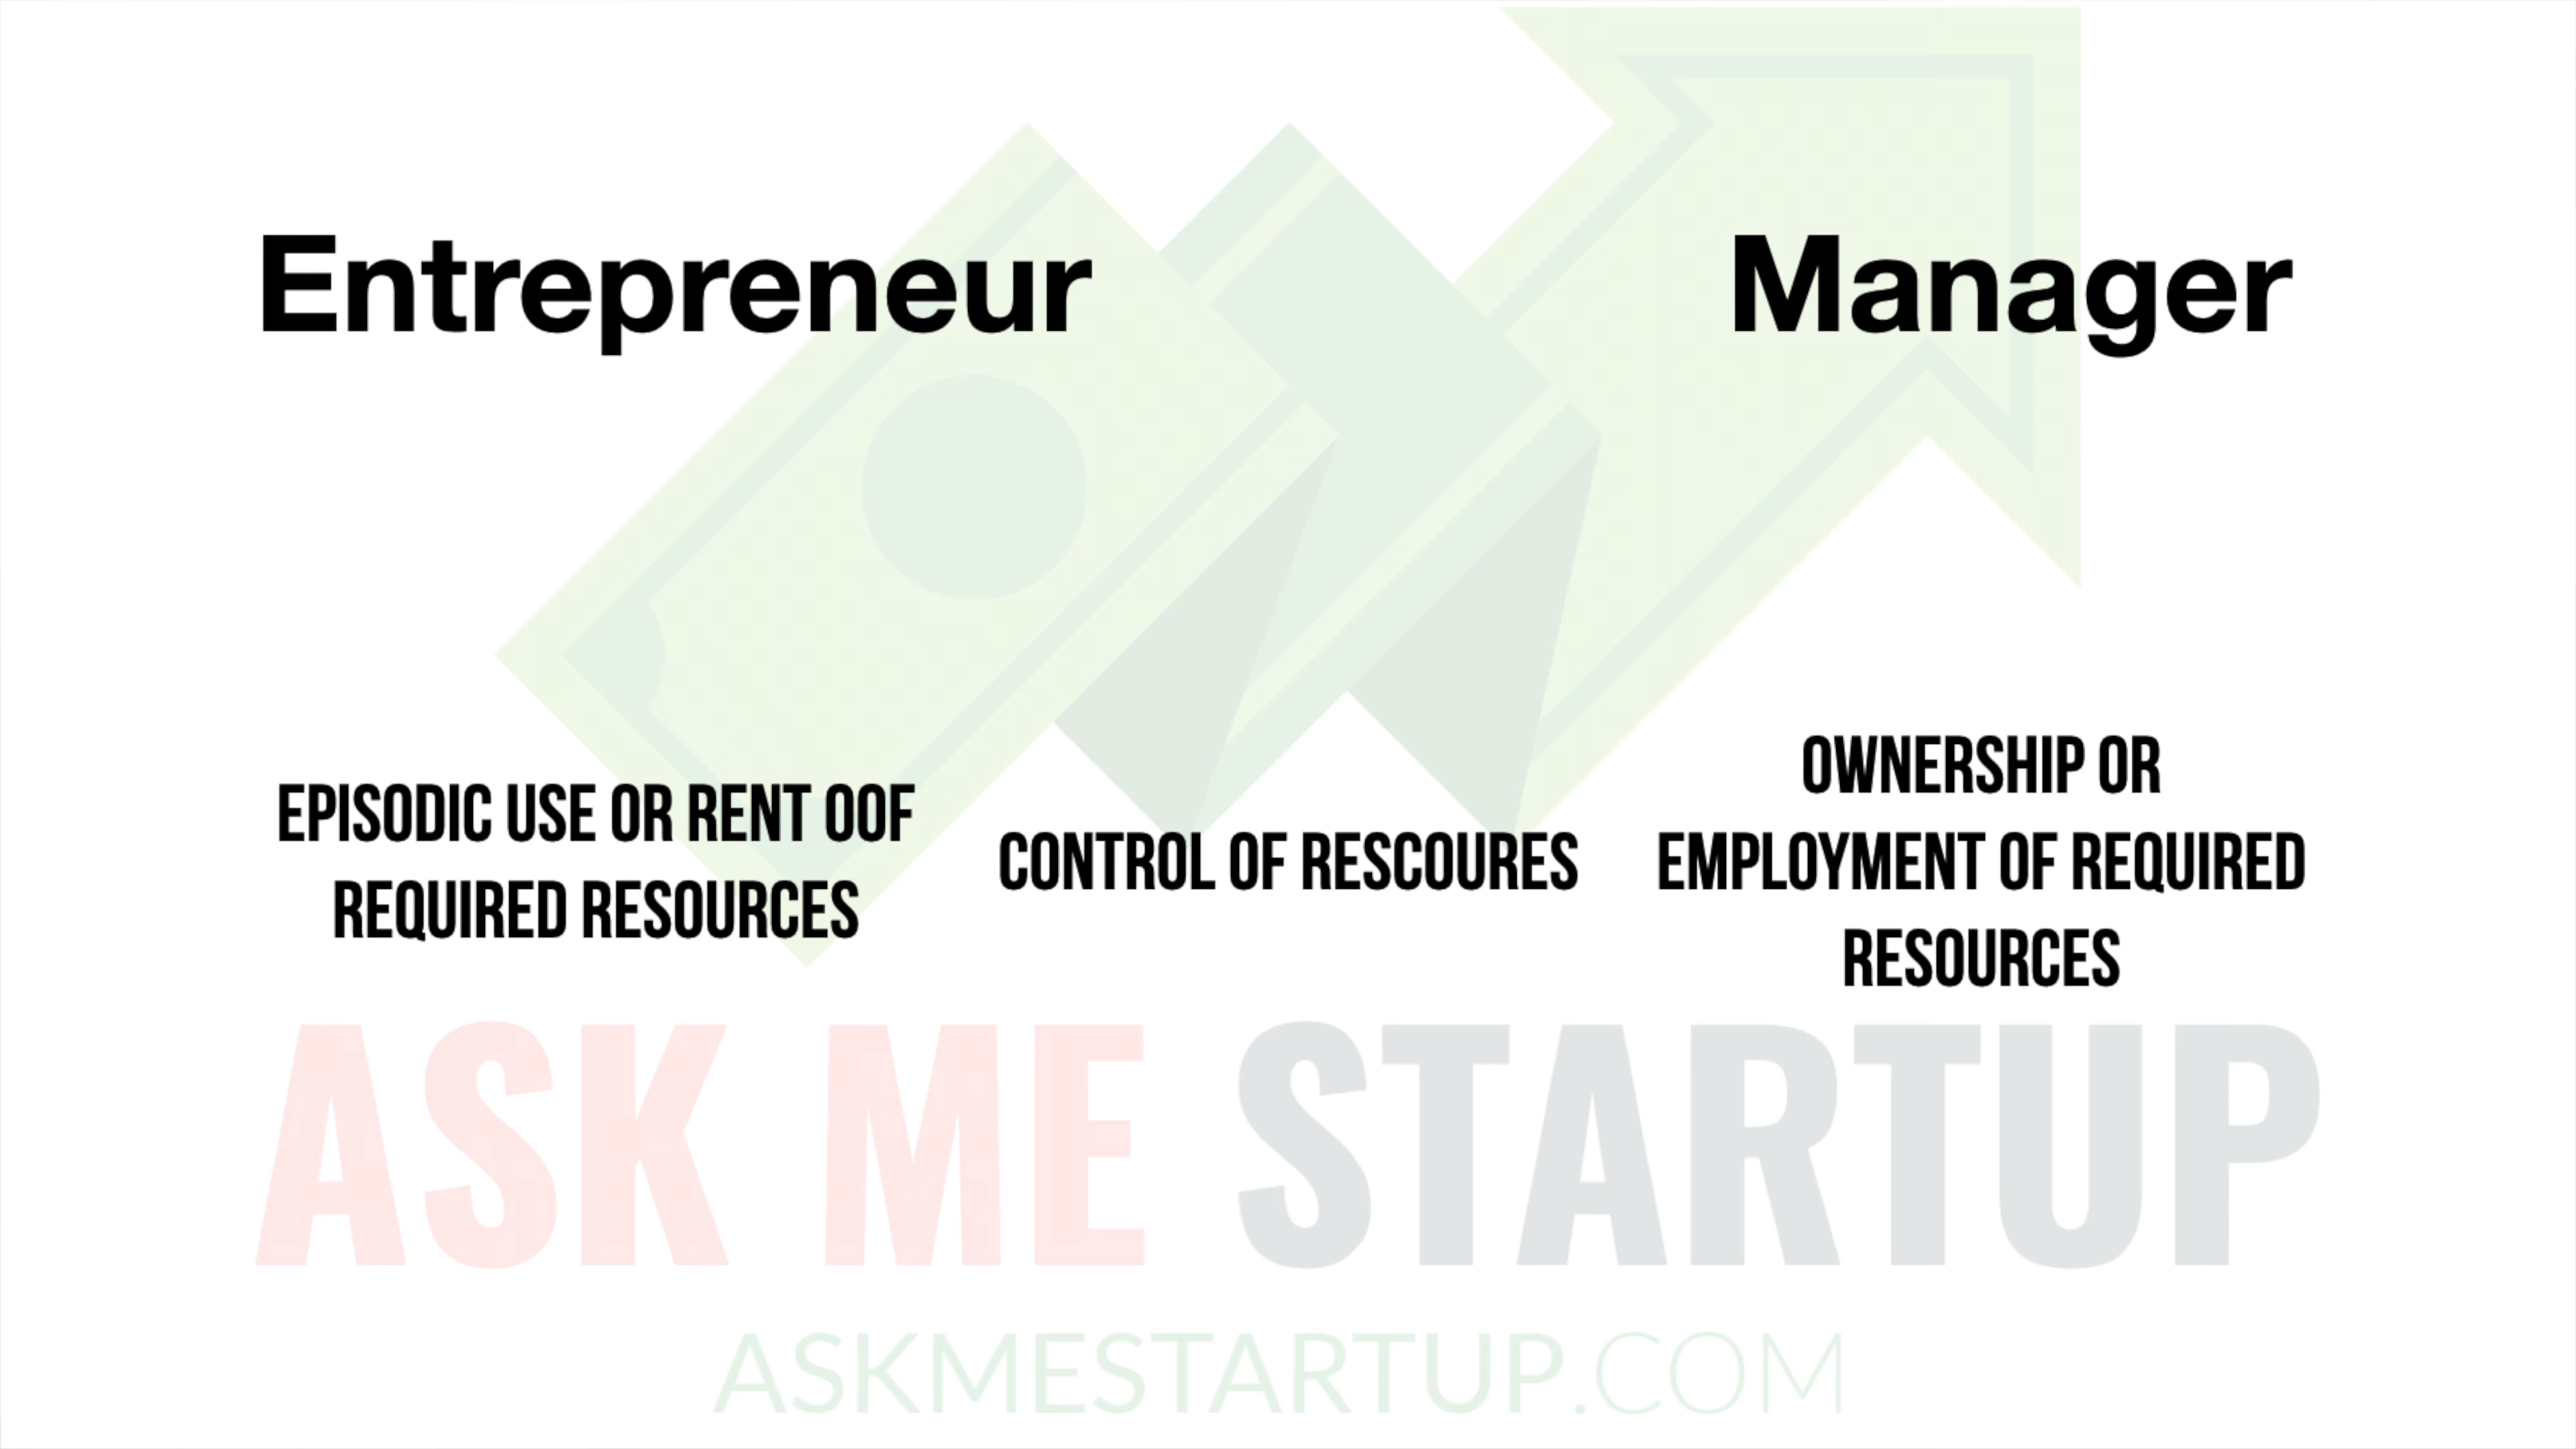 Entrepreneur
Manager
EPISODIC USE OR RENT OOF
REQUIRED RESOURCES
CONTROL OF RESCOURES
OWNERSHIP OR
EMPLOYMENT OF REQUIRED
RESOURCES
ASK ME STARTUP
ASKMESTARTUP.COM